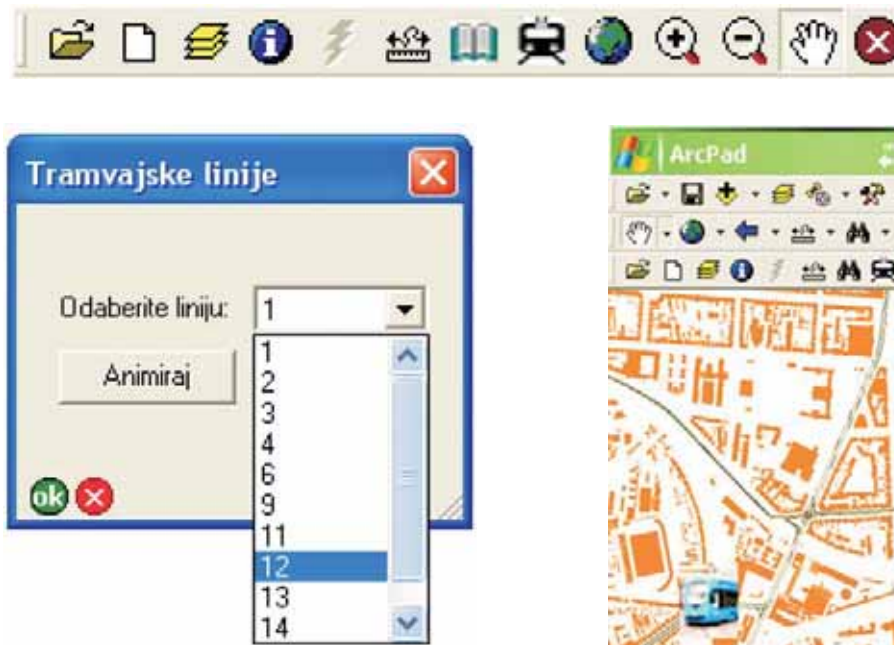 Tramvajske linije
Odaberite liniju: 1
Animiraj
1
2
3
4
6
9
11
12
13
14
ok
ArcPad